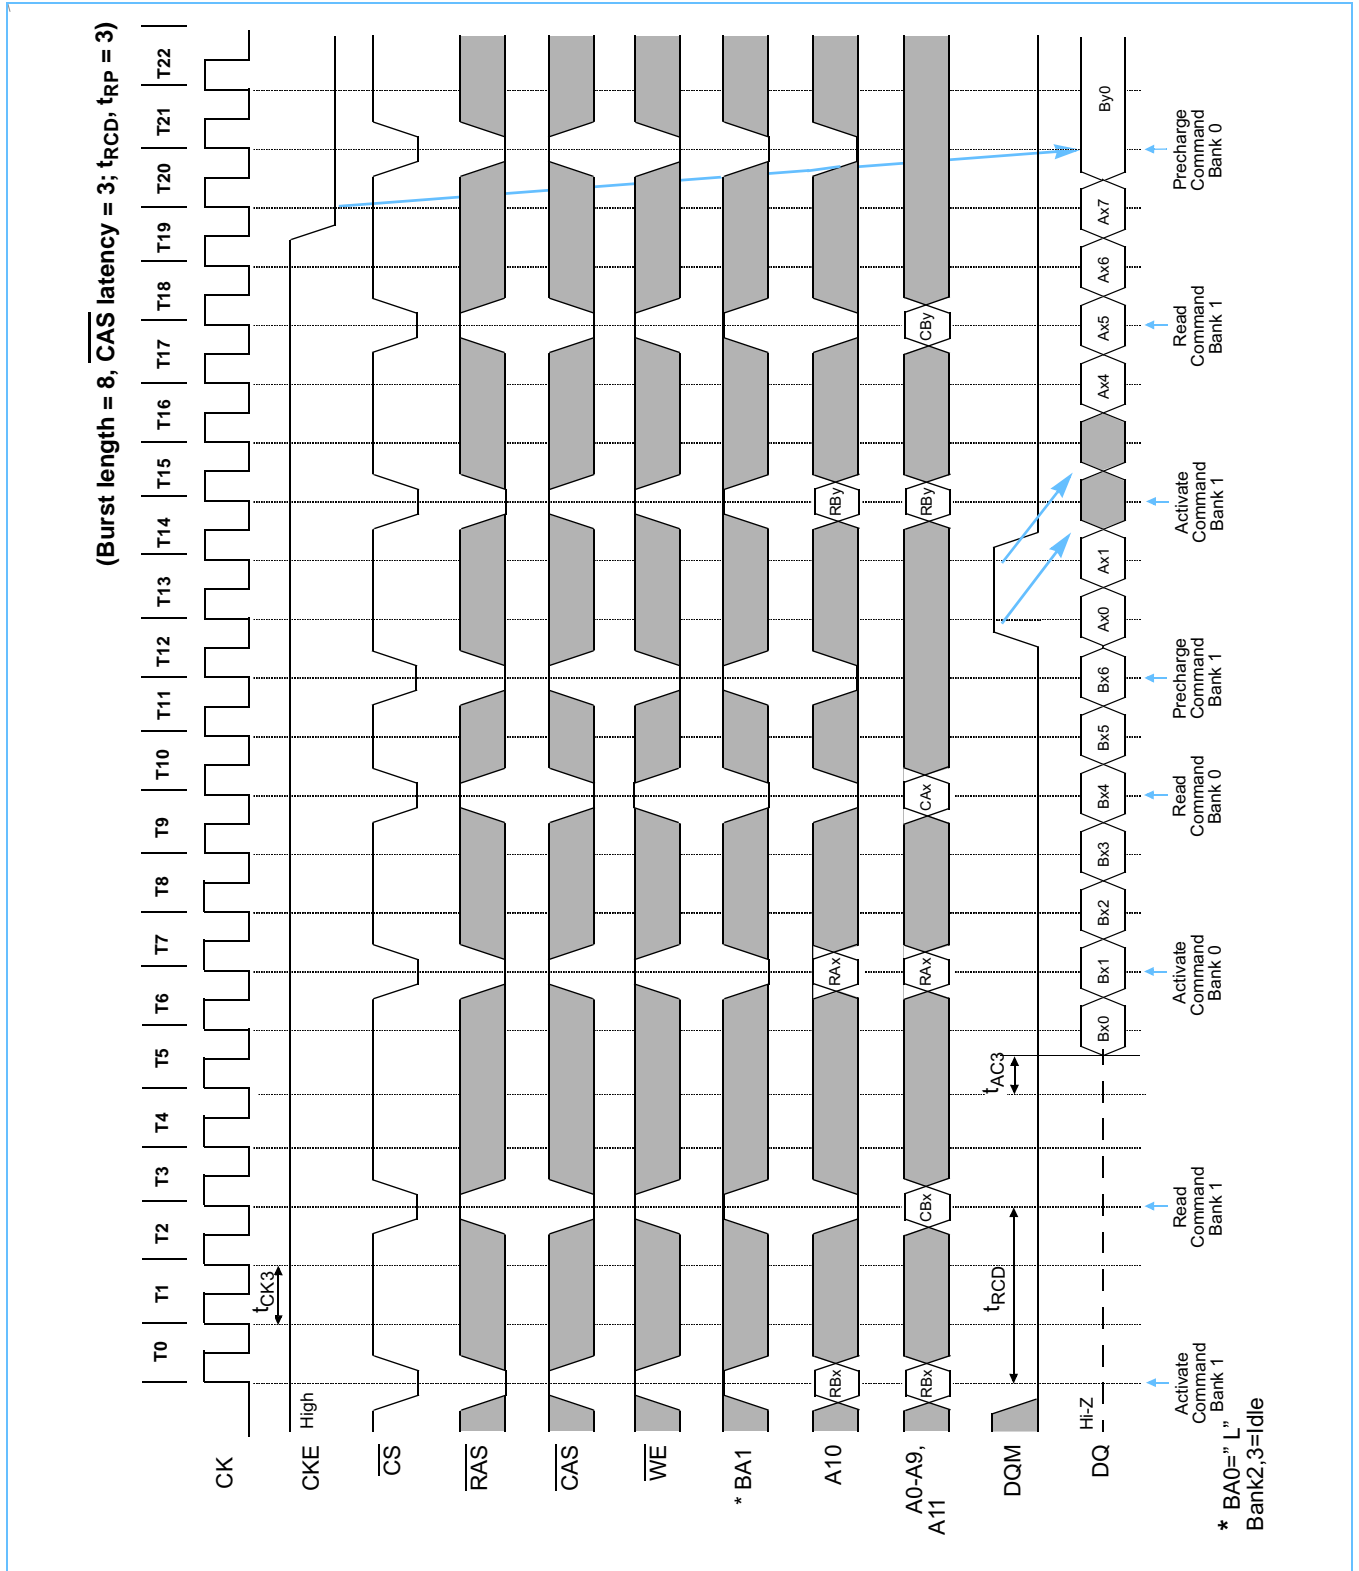 (Burst length = 8, CAS latency = 3; tRCD, tRP = 3)
T0 T1 T2 T3 T4 T5 T6 T7 T8 T9 T10 T11 T12 T13 T14 T15 T16 T17 T18 T19 T20 T21 T22
CK
tCK3
CKE
High
CS
RAS
CAS
WE
* BA1
A10
RBx RAx RBy
A0-A9,
A11
RBx CBx RAx CAx RBy CBy
DQM
tRCD
tAC3
DQ
Hi-Z
Bx0 Bx1 Bx2 Bx3 Bx4 Bx5 Bx6 Ax0 Ax1 Ax4 Ax5 Ax6 Ax7 By0
Activate
Command
Bank 1
Read
Command
Bank 1
Activate
Command
Bank 0
Read
Command
Bank 0
Precharge
Command
Bank 1
Activate
Command
Bank 1
Read
Command
Bank 1
Precharge
Command
Bank 0
* BA0=” L”
Bank2,3=Idle